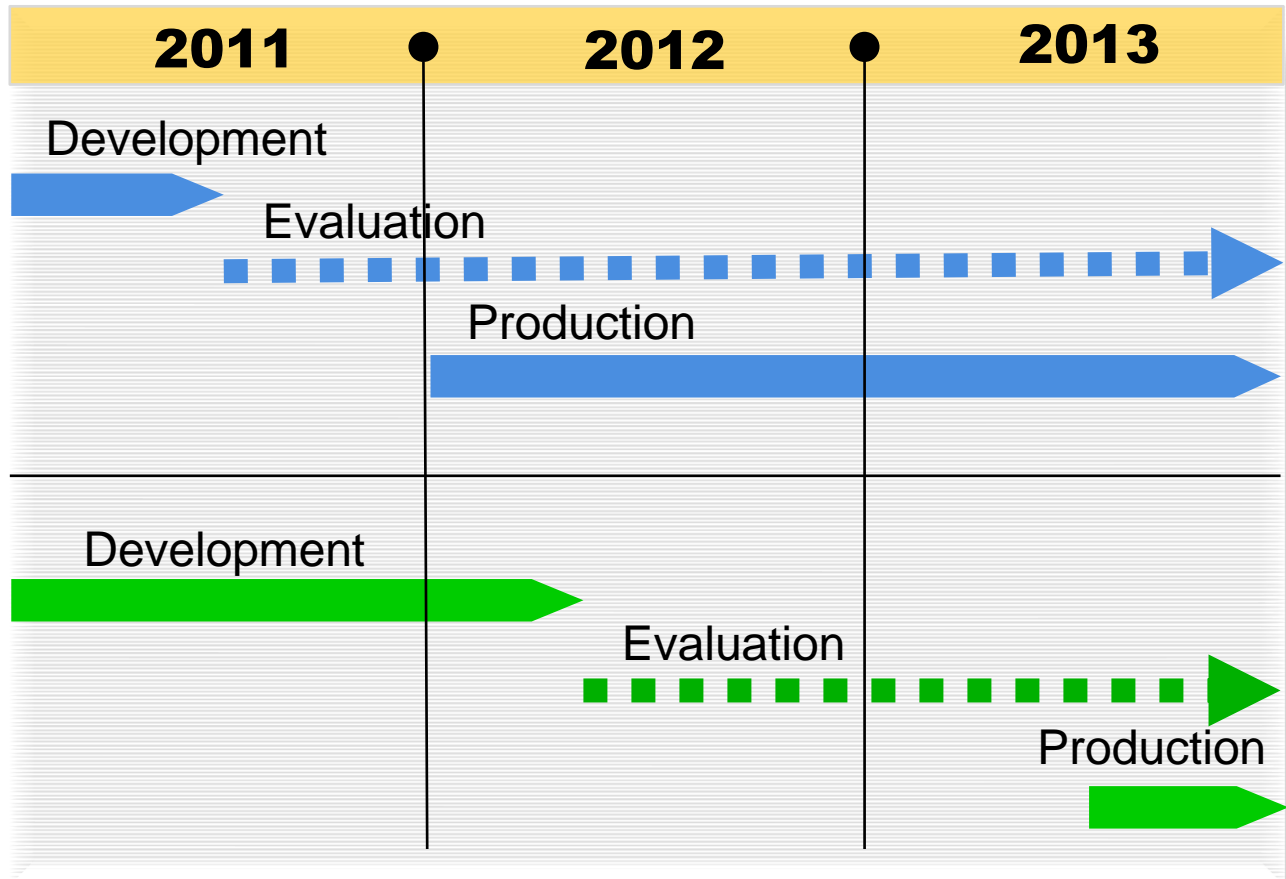 2011 2012 2013
Development
Evaluation
Production
Development
Evaluation
Production